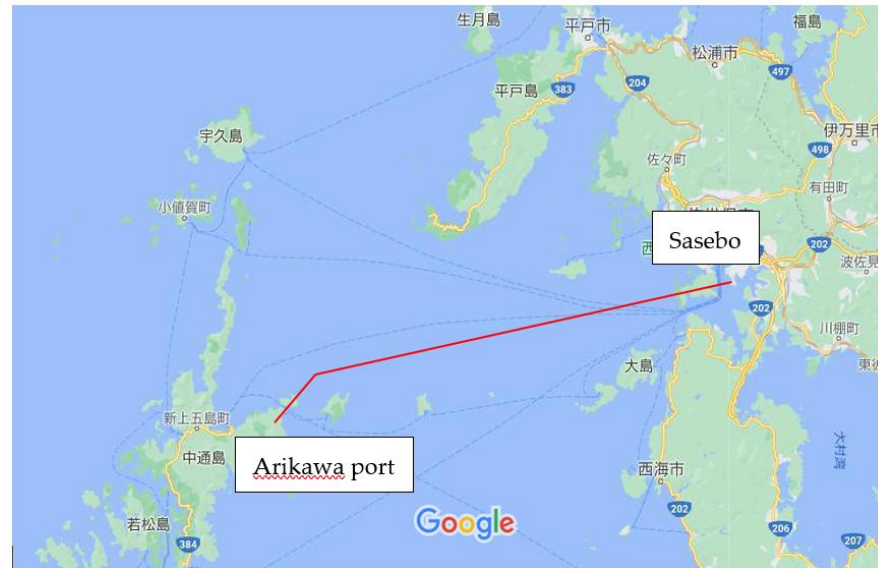 生月島
平戸市
福島
松浦市
497
204
383
平戸島
伊万里市
宇久島
498
佐々町
有田町
小値賀町
Sasebo
202
波佐見
202
川棚町
大島
新上五島町
中通島
Arikawa port
大村湾
西海市
若松島
Google
202
206
384
207